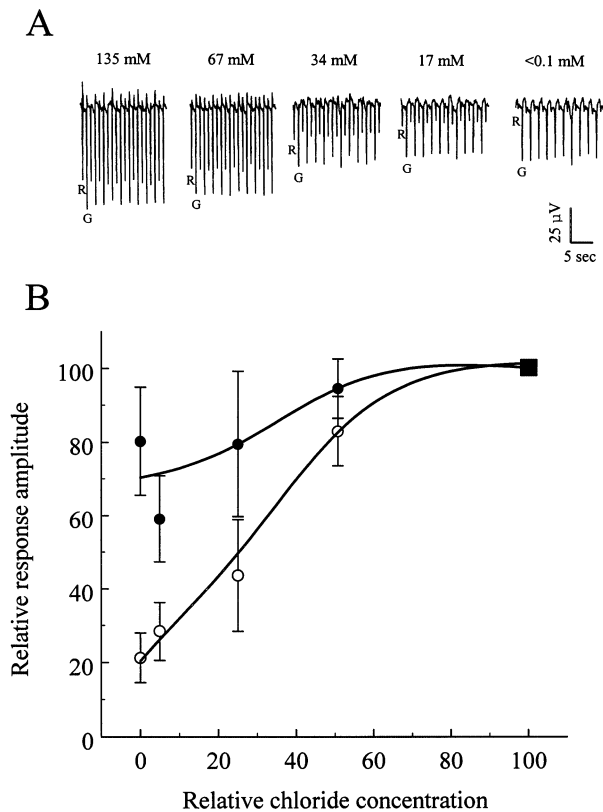 A
135 mM 67 mM 34 mM 17 mM <0.1 mM
R R R R R
G G G G G
25 µV
5 sec
B
Relative response amplitude
100
80
60
40
20
0
0 20 40 60 80 100
Relative chloride concentration